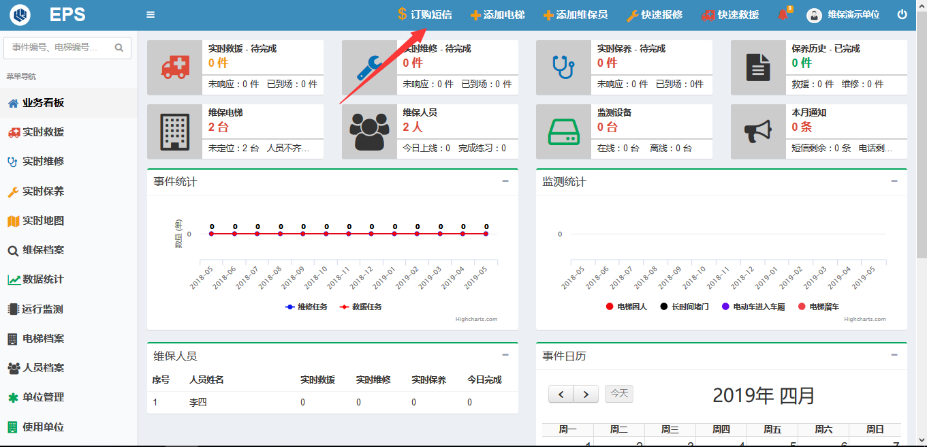 EPS
订购短信 添加电梯 添加维保员 快速报修 快速救援 维保演示单位
事件编号、电梯编号...
菜单导航
业务看板
实时救援
实时维修
实时保养
实时地图
维保档案
数据统计
运行监测
电梯档案
人员档案
单位管理
使用单位
实时救援 - 待完成
0 件
未响应：0 件 已到场：0 件
实时维修 - 待完成
0 件
未响应：0 件 已到场：0 件
实时保养 - 待完成
0 件
未响应：0 件 已到场：0 件
保养历史 - 已完成
0 件
救援：0 件 维修：0 件
维保电梯
2 台
未定位：2 台 人员不齐...
维保人员
2 人
今日上线：0 完成练习：0
监测设备
0 台
在线：0 台 离线：0 台
本月通知
0 条
短信剩余：0 条 电话剩...
事件统计
数量 (件)
0
0 0 0 0 0 0 0 0 0 0 0 0 0
2018-05 2018-06 2018-07 2018-08 2018-09 2018-10 2018-11 2018-12 2019-01 2019-02 2019-03 2019-04 2019-05
维修任务 救援任务
Highcharts.com
监测统计
0
2018-05 2018-06 2018-07 2018-08 2018-09 2018-10 2018-11 2018-12 2019-01 2019-02 2019-03 2019-04 2019-05
电梯困人 长时间堵门 电动车进入车厢 电梯溜车
Highcharts.com
维保人员
序号 人员姓名 实时救援 实时维修 实时保养 今日完成
1 李四 0 0 0 0
事件日历
今天
2019年 四月
周一 周二 周三 周四 周五 周六 周日